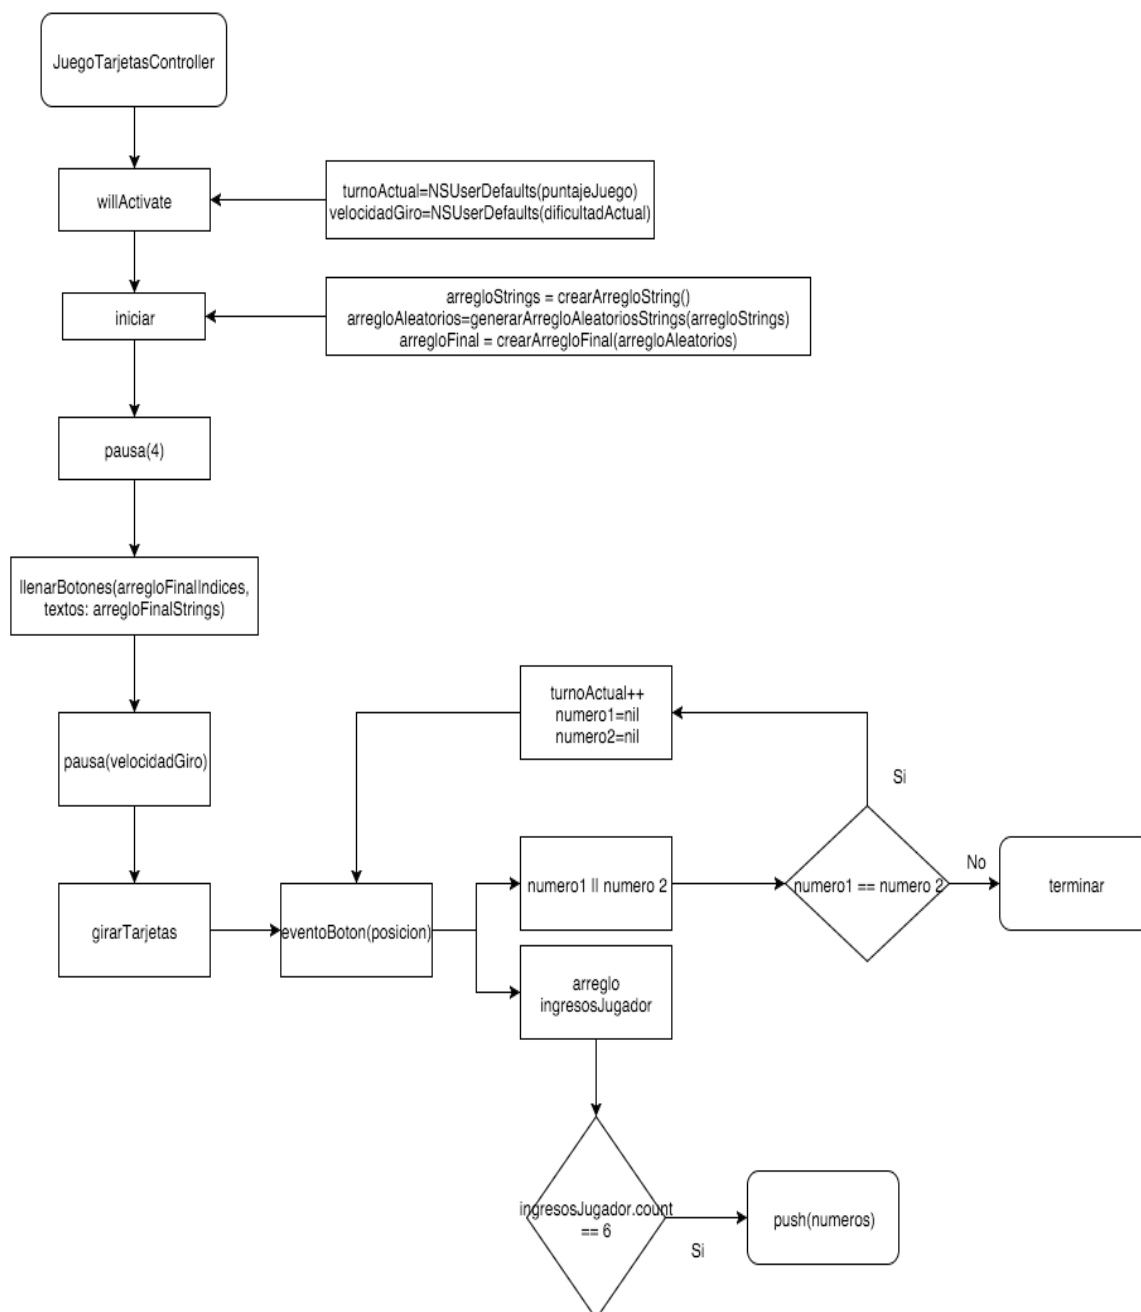 JuegoTarjetasController
willActivate
turnoActual=NSUserDefaults(puntajeJuego)
velocidadGiro=NSUserDefaults(dificultadActual)
iniciar
arregloStrings = crearArregloString()
arregloAleatorios=generarArregloAleatoriosStrings(arregloStrings)
arregloFinal = crearArregloFinal(arregloAleatorios)
pausa(4)
llenarBotones(arregloFinalIndices,
textos: arregloFinalStrings)
pausa(velocidadGiro)
girarTarjetas
eventoBoton(posicion)
turnoActual++
numero1=nil
numero2=nil
numero1 || numero 2
arreglo
ingresosJugador
Si
numero1 == numero 2
No
terminar
ingresosJugador.count
== 6
Si
push(numeros)